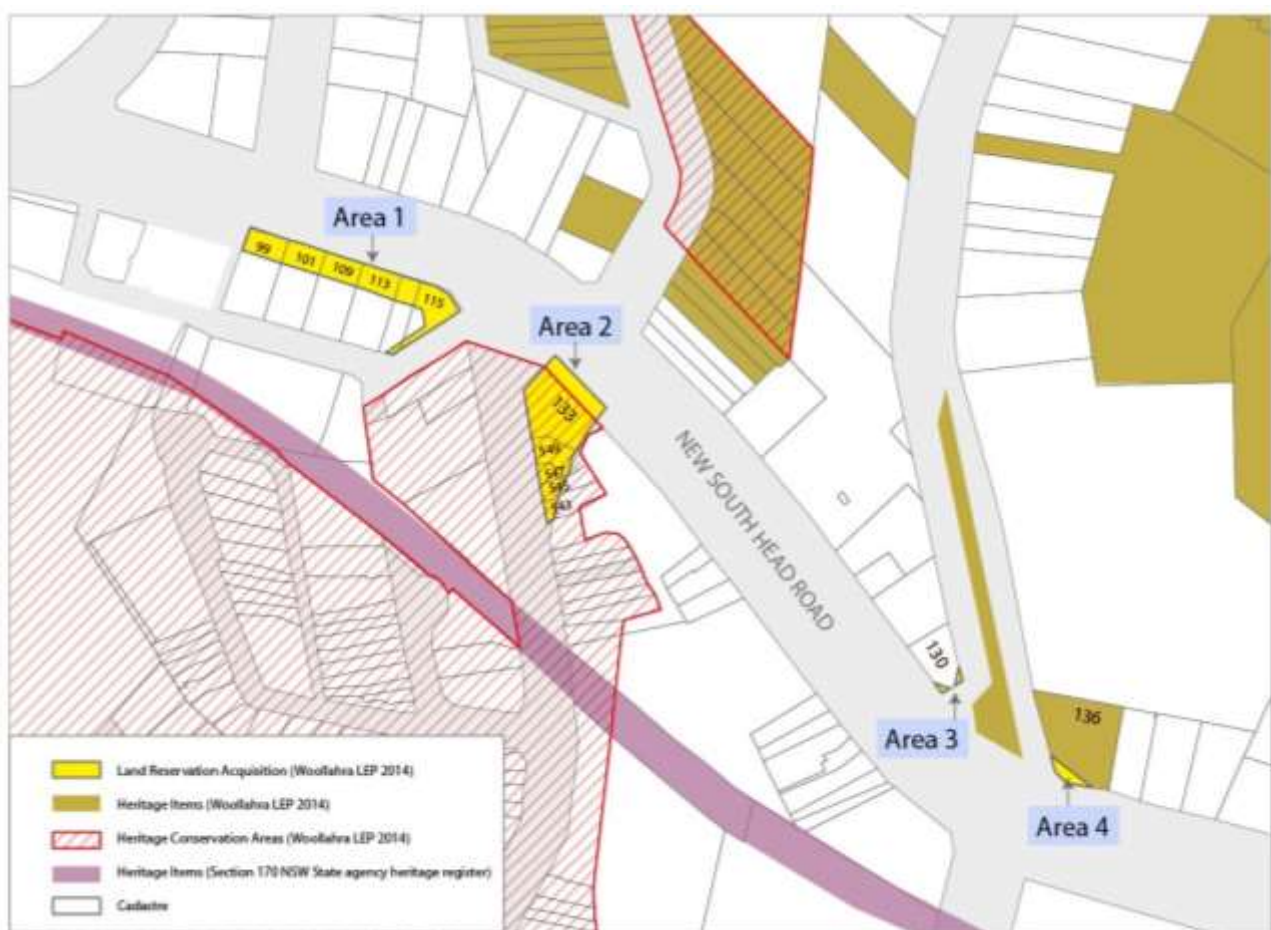 Area 1
99
101
109
113
115
Area 2
133
549
NEW SOUTH HEAD ROAD
130
Area 3
136
Area 4
Land Reservation Acquisition (Woollahra LEP 2014)
Heritage Items (Woollahra LEP 2014)
Heritage Conservation Areas (Woollahra LEP 2014)
Heritage Items (Section 170 NSW State agency heritage register)
Cadastre